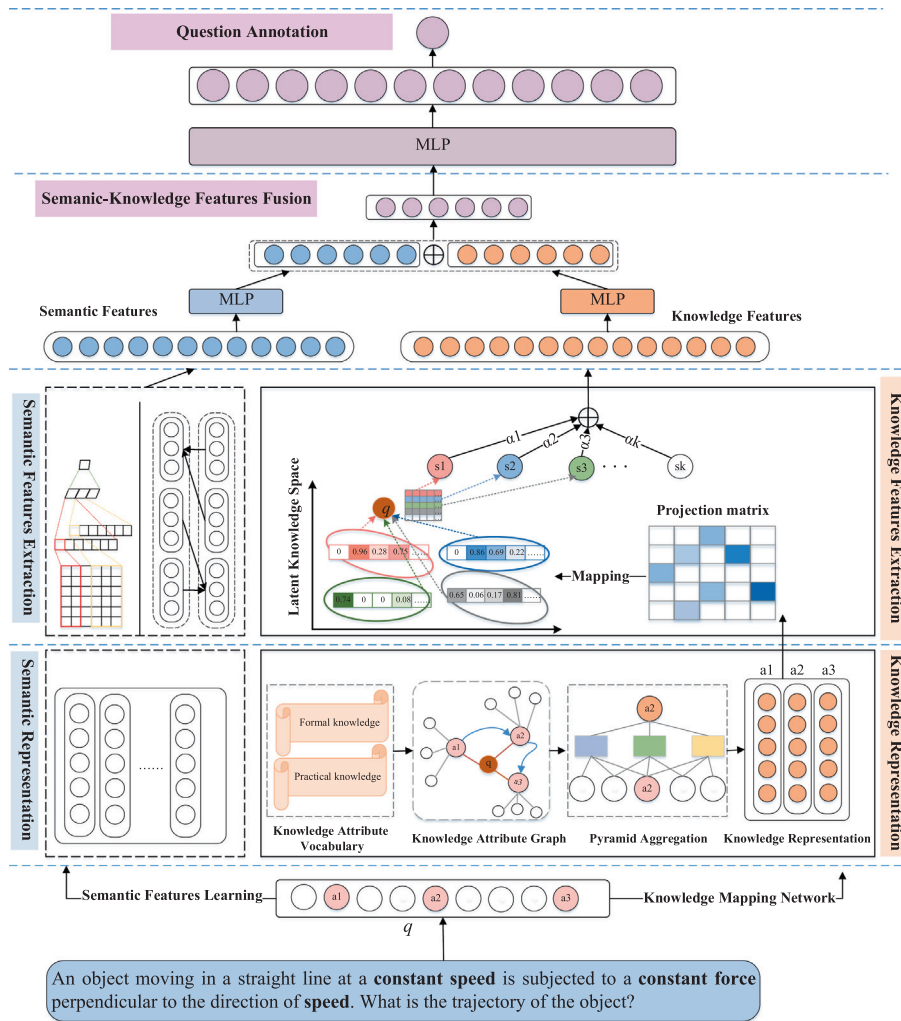 Question Annotation
MLP
Semanic-Knowledge Features Fusion
MLP
MLP
Semantic Features
Knowledge Features
Semantic Features Extraction
Knowledge Features Extraction
α1
α2
α3
αk
s1
s2
s3
. . .
sk
Latent Knowledge Space
q
0 0.96 0.28 0.75 ......
0 0.86 0.69 0.22 ......
0.74 0 0 0.08 ......
0.65 0.06 0.17 0.81 ......
Mapping
Projection matrix
Semantic Representation
Knowledge Representation
......
Formal knowledge
Practical knowledge
Knowledge Attribute
Vocabulary
a1
a2
q
a3
Knowledge Attribute Graph
a2
a2
Pyramid Aggregation
a1 a2 a3
Knowledge Representation
Semantic Features Learning
a1 a2 a3
Knowledge Mapping Network
q
An object moving in a straight line at a constant speed is subjected to a constant force
perpendicular to the direction of speed. What is the trajectory of the object?